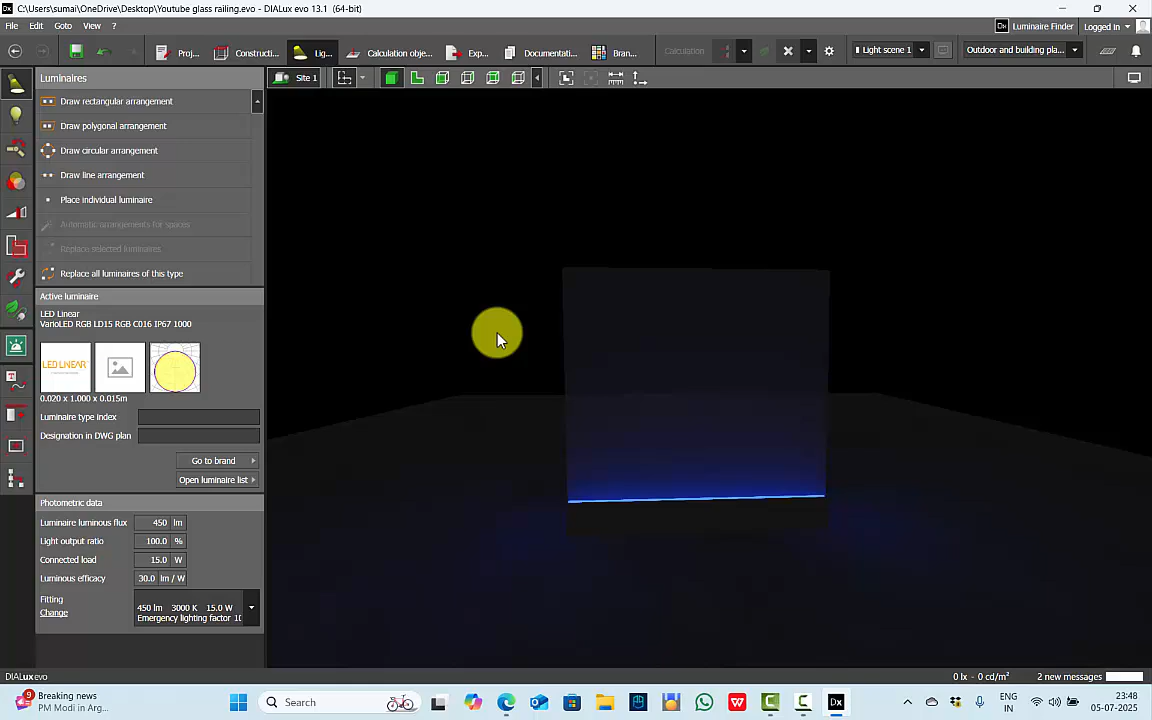 C:\Users\sumai\OneDrive\Desktop\Youtube glass railing.evo - DIALux evo 13.1 (64-bit)
File Edit Goto View ?
Luminaire Finder Logged in
Proj... Constructi... Lig... Calculation obje... Exp... Documentati... Bran... Calculation Light scene 1 Outdoor and building pla...
Luminaires
Site 1
Draw rectangular arrangement
Draw polygonal arrangement
Draw circular arrangement
Draw line arrangement
Place individual luminaire
Automatic arrangements for spaces
Replace selected luminaires
Replace all luminaires of this type
Active luminaire
LED Linear
VarioLED RGB LD15 RGB C016 IP67 1000
LEDLINEAR
0.020 x 1.000 x 0.015m
Luminaire type index
Designation in DWG plan
Go to brand
Open luminaire list
Photometric data
Luminaire luminous flux 450 lm
Light output ratio 100.0 %
Connected load 15.0 W
Luminous efficacy 30.0 lm / W
Fitting
Change
450 lm 3000 K 15.0 W
Emergency lighting factor 10
DIALux evo
0 lx - 0 cd/m²
2 new messages
9
Breaking news
PM Modi in Arg...
Search
ENG
IN
23:48
05-07-2025